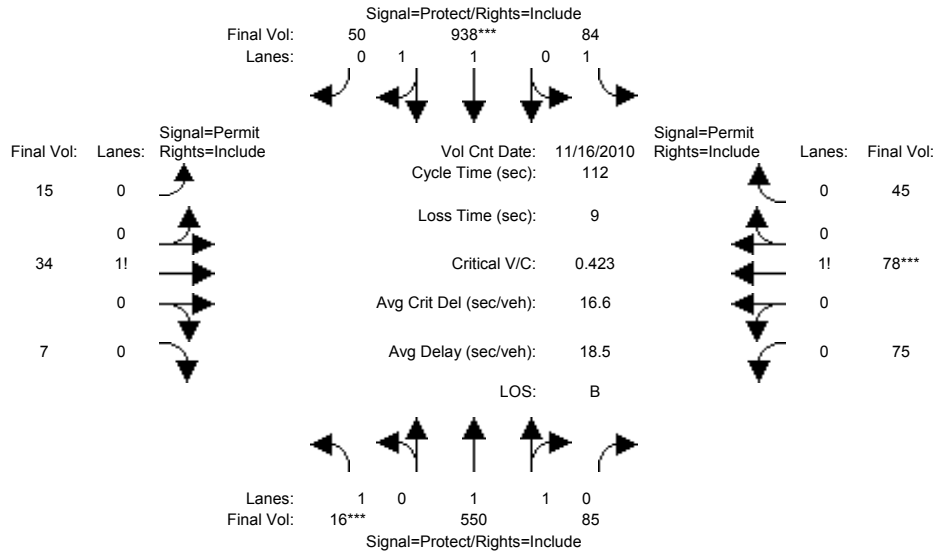 Signal=Protect/Rights=Include
Final Vol: 50 938*** 84
Lanes: 0 1 1 0 1
Signal=Permit Signal=Permit
Final Vol: Lanes: Rights=Include Vol Cnt Date: 11/16/2010 Rights=Include Lanes: Final Vol:
Cycle Time (sec): 112
15 0 0 45
Loss Time (sec): 9
0 0
34 1! Critical V/C: 0.423 1! 78***
0 Avg Crit Del (sec/veh): 16.6 0
7 0 Avg Delay (sec/veh): 18.5 0 75
LOS: B
Lanes: 1 0 1 1 0
Final Vol: 16*** 550 85
Signal=Protect/Rights=Include